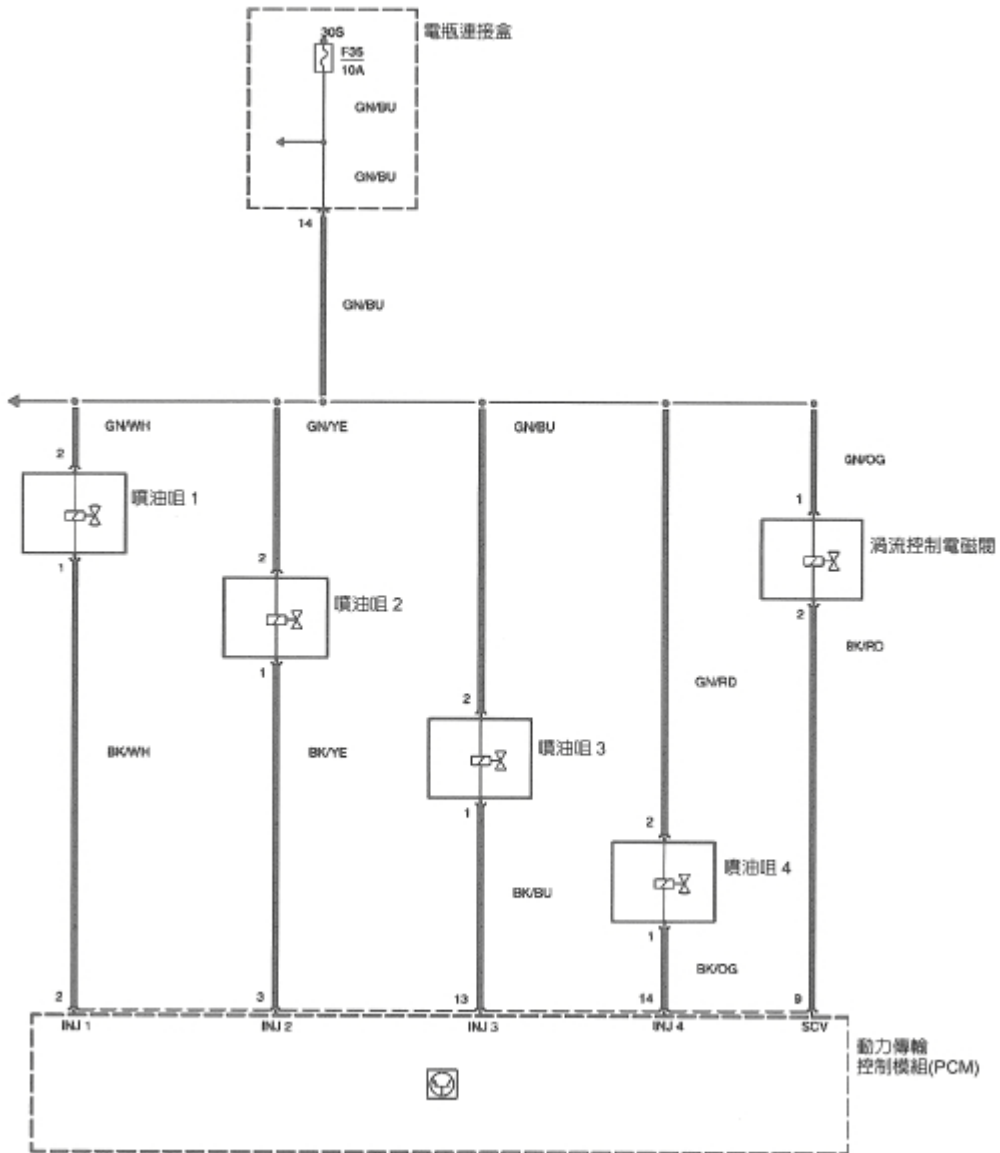 電瓶連接盒
30S
F35
10A
GN/BU
GN/BU
14
GN/BU
GN/WH
GN/YE
GN/BU
GN/OG
2
噴油咀 1
1
1
渦流控制電磁閥
2
2
噴油咀 2
1
BK/RD
GN/RD
2
噴油咀 3
1
BK/WH
BK/YE
2
噴油咀 4
1
BK/BU
BK/OG
2
3
13
14
9
INJ 1
INJ 2
INJ 3
INJ 4
SCV
動力傳輸
控制模組(PCM)